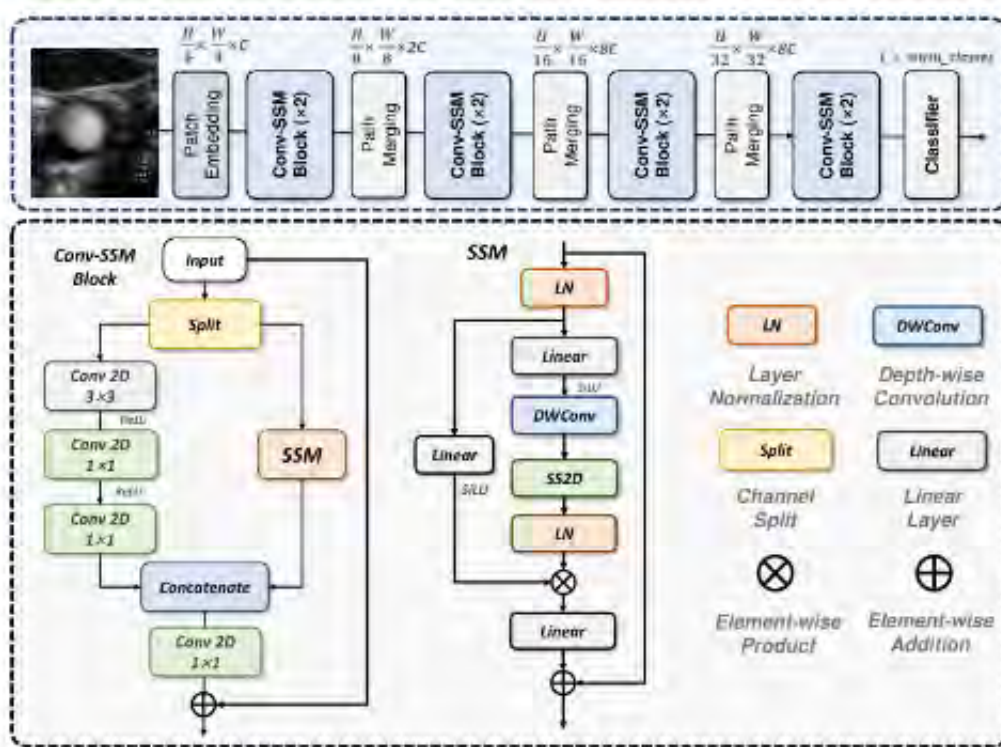 H/4 × W/4 × C
H/8 × W/8 × 2C
H/16 × W/16 × 8C
H/32 × W/32 × 8C
1 × num_classes
Patch Embedding
Conv-SSM Block (×2)
Path Merging
Conv-SSM Block (×2)
Path Merging
Conv-SSM Block (×2)
Path Merging
Conv-SSM Block (×2)
Classifier
Conv-SSM
Block
Input
Split
Conv 2D
3×3
ReLU
Conv 2D
1×1
ReLU
Conv 2D
1×1
SSM
Concatenate
Conv 2D
1×1
SSM
LN
Linear
SiLU
DWConv
Linear
SiLU
SS2D
LN
Linear
LN
DWConv
Layer
Normalization
Depth-wise
Convolution
Split
Linear
Channel
Split
Linear
Layer
Element-wise
Product
Element-wise
Addition